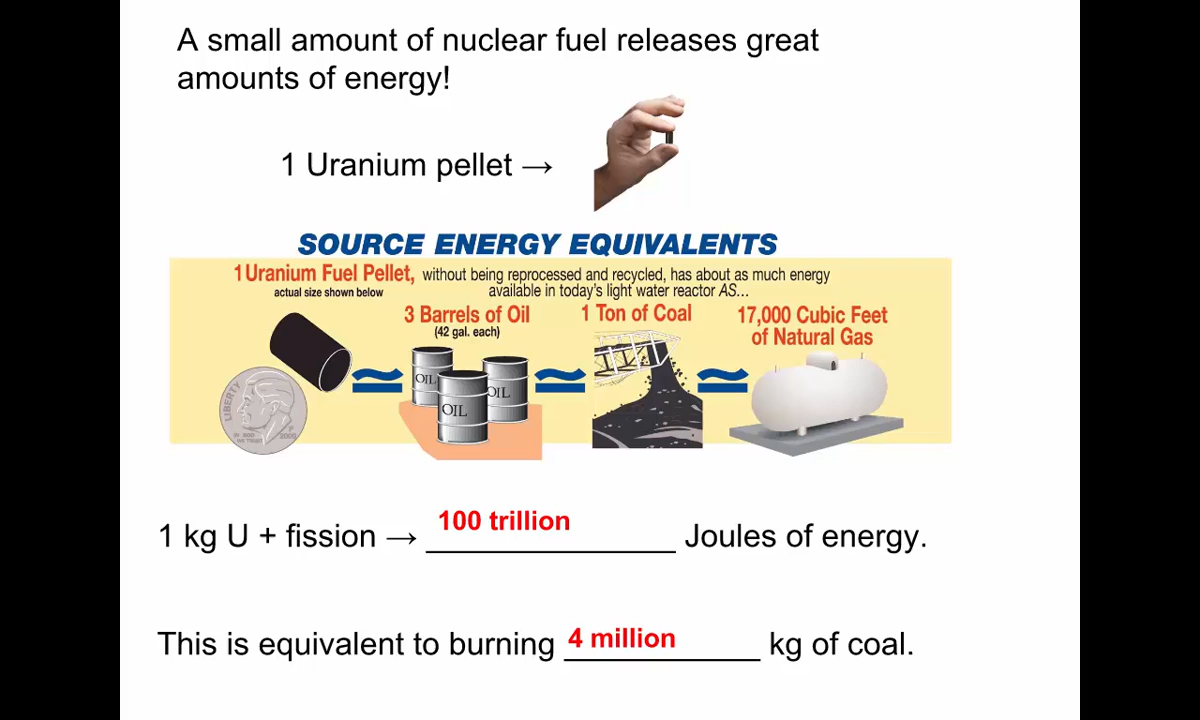 A small amount of nuclear fuel releases great
amounts of energy!
1 Uranium pellet →
SOURCE ENERGY EQUIVALENTS
1 Uranium Fuel Pellet, without being reprocessed and recycled, has about as much energy
actual size shown below
available in today's light water reactor AS...
3 Barrels of Oil
(42 gal. each)
1 Ton of Coal
17,000 Cubic Feet
of Natural Gas
LIBERTY
IN GOD
WE TRUST
P
≅
OIL
OIL
OIL
≅
≅
1 kg U + fission → 100 trillion Joules of energy.
This is equivalent to burning 4 million kg of coal.